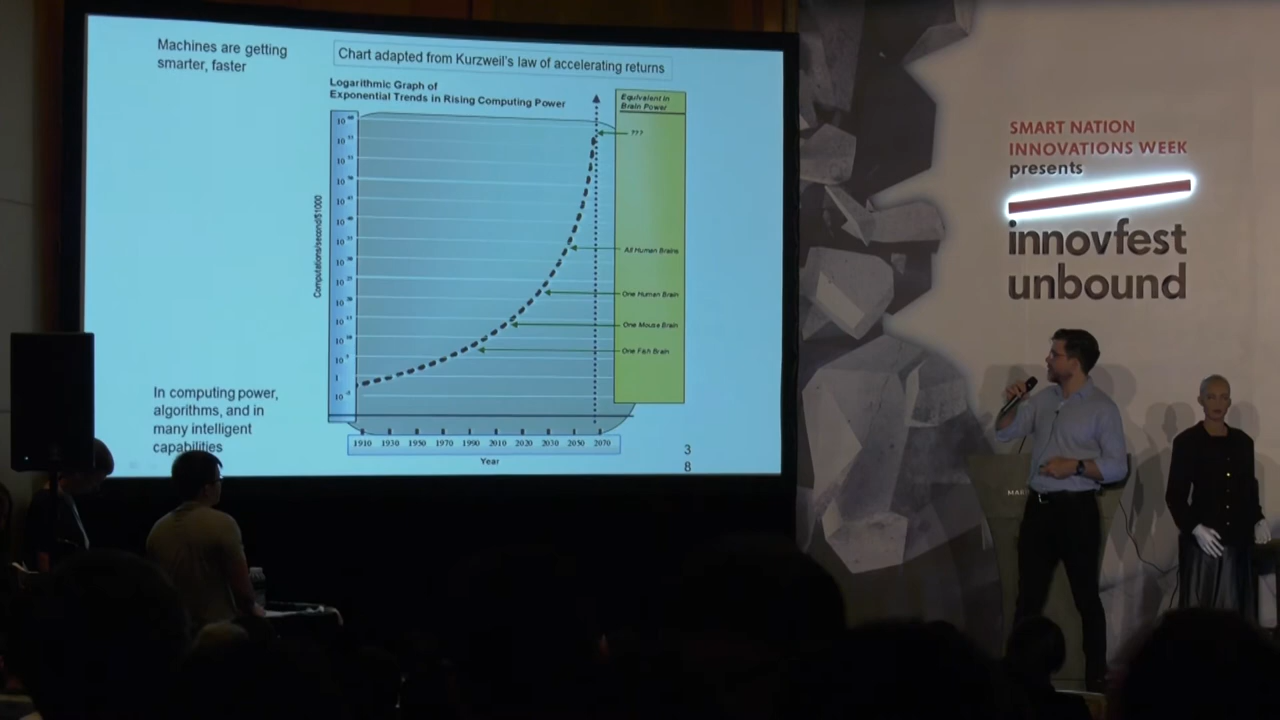 Machines are getting
smarter, faster
Chart adapted from Kurzweil's law of accelerating returns
Logarithmic Graph of
Exponential Trends in Rising Computing Power
Equivalent in
Brain Power
???
All Human Brains
One Human Brain
One Mouse Brain
One Fish Brain
Computations/second/$1000
1
1910 1930 1950 1970 1990 2010 2020 2030 2050 2070
Year
In computing power,
algorithms, and in
many intelligent
capabilities
3
8
SMART NATION
INNOVATIONS WEEK
presents
innovfest
unbound